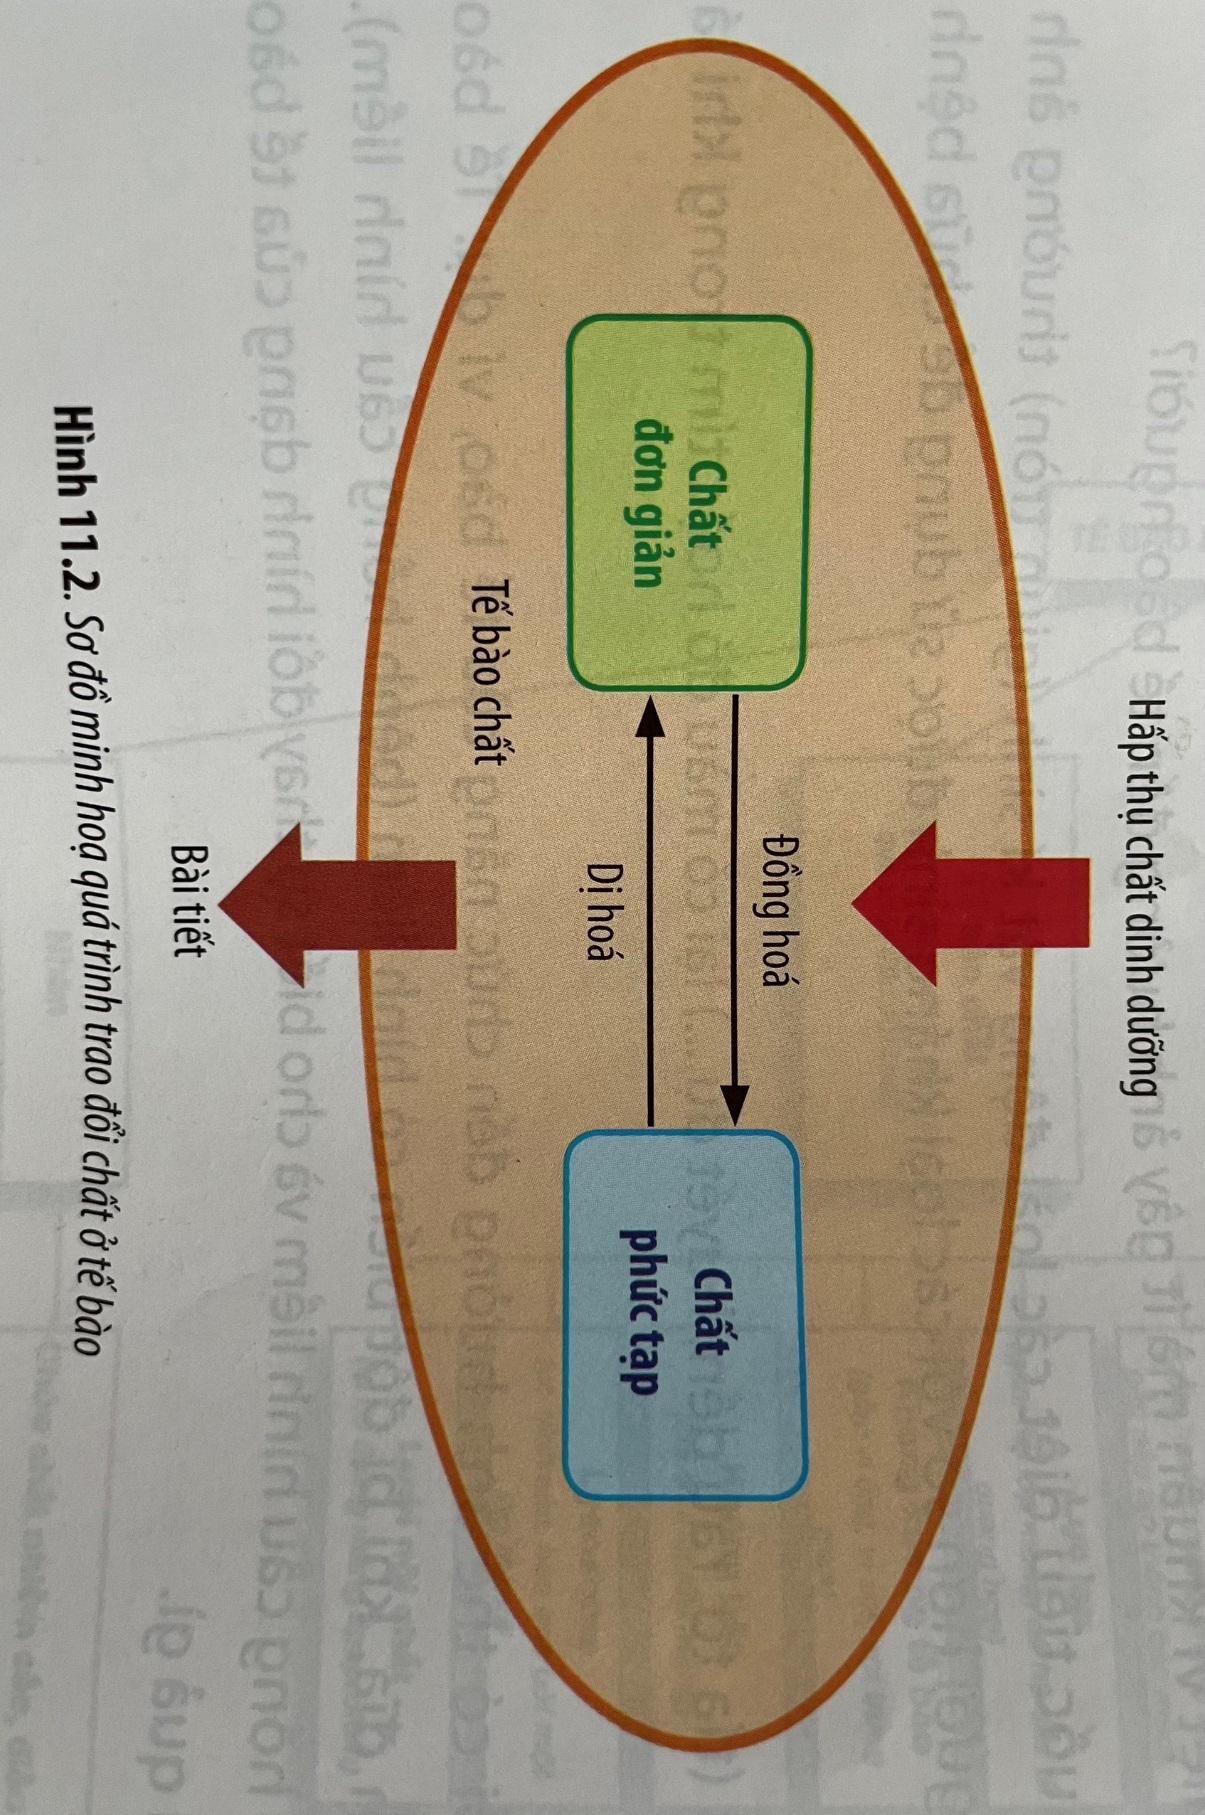 Hấp thụ chất dinh dưỡng
Đồng hoá
Chất
đơn giản
Chất
phức tạp
Dị hoá
Tế bào chất
Bài tiết
Hình 11.2. Sơ đồ minh hoạ quá trình trao đổi chất ở tế bào